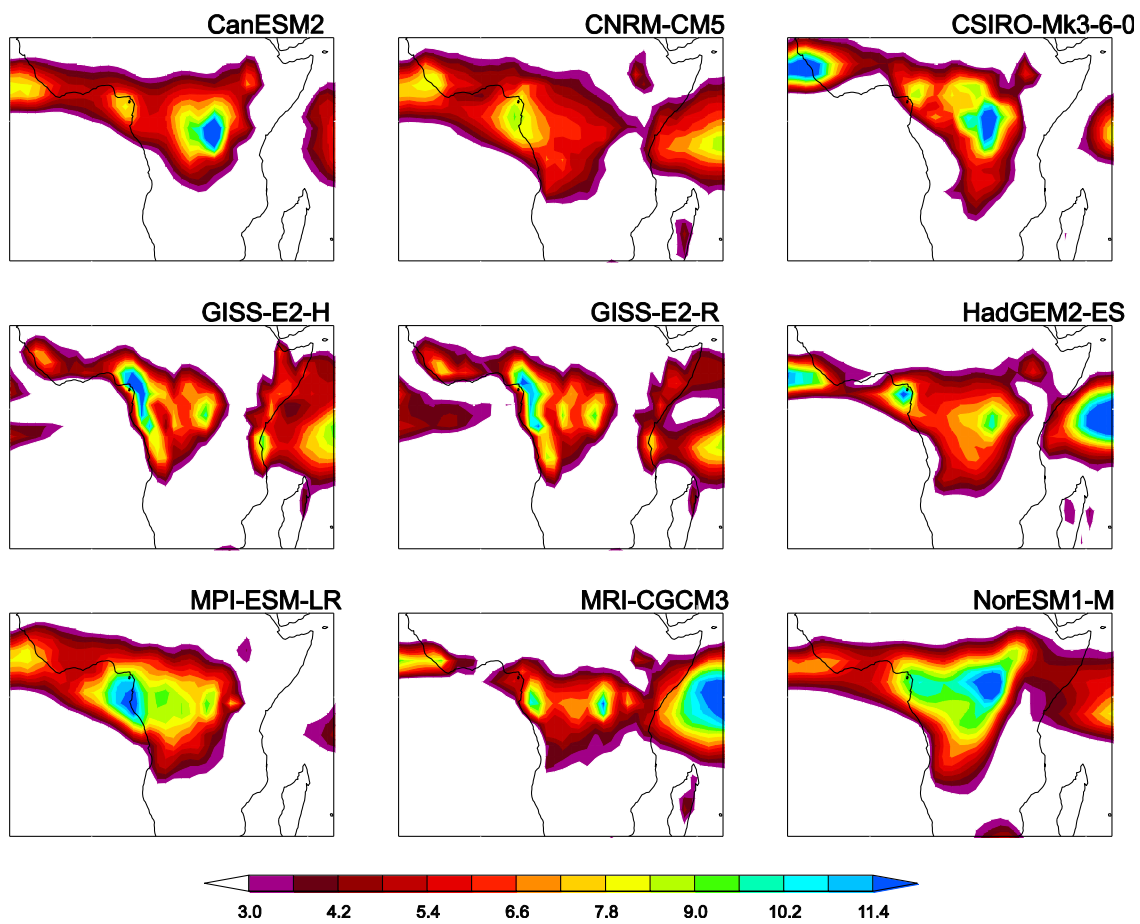 CanESM2
CNRM-CM5
CSIRO-Mk3-6-0
GISS-E2-H
GISS-E2-R
HadGEM2-ES
MPI-ESM-LR
MRI-CGCM3
NorESM1-M
3.0 4.2 5.4 6.6 7.8 9.0 10.2 11.4